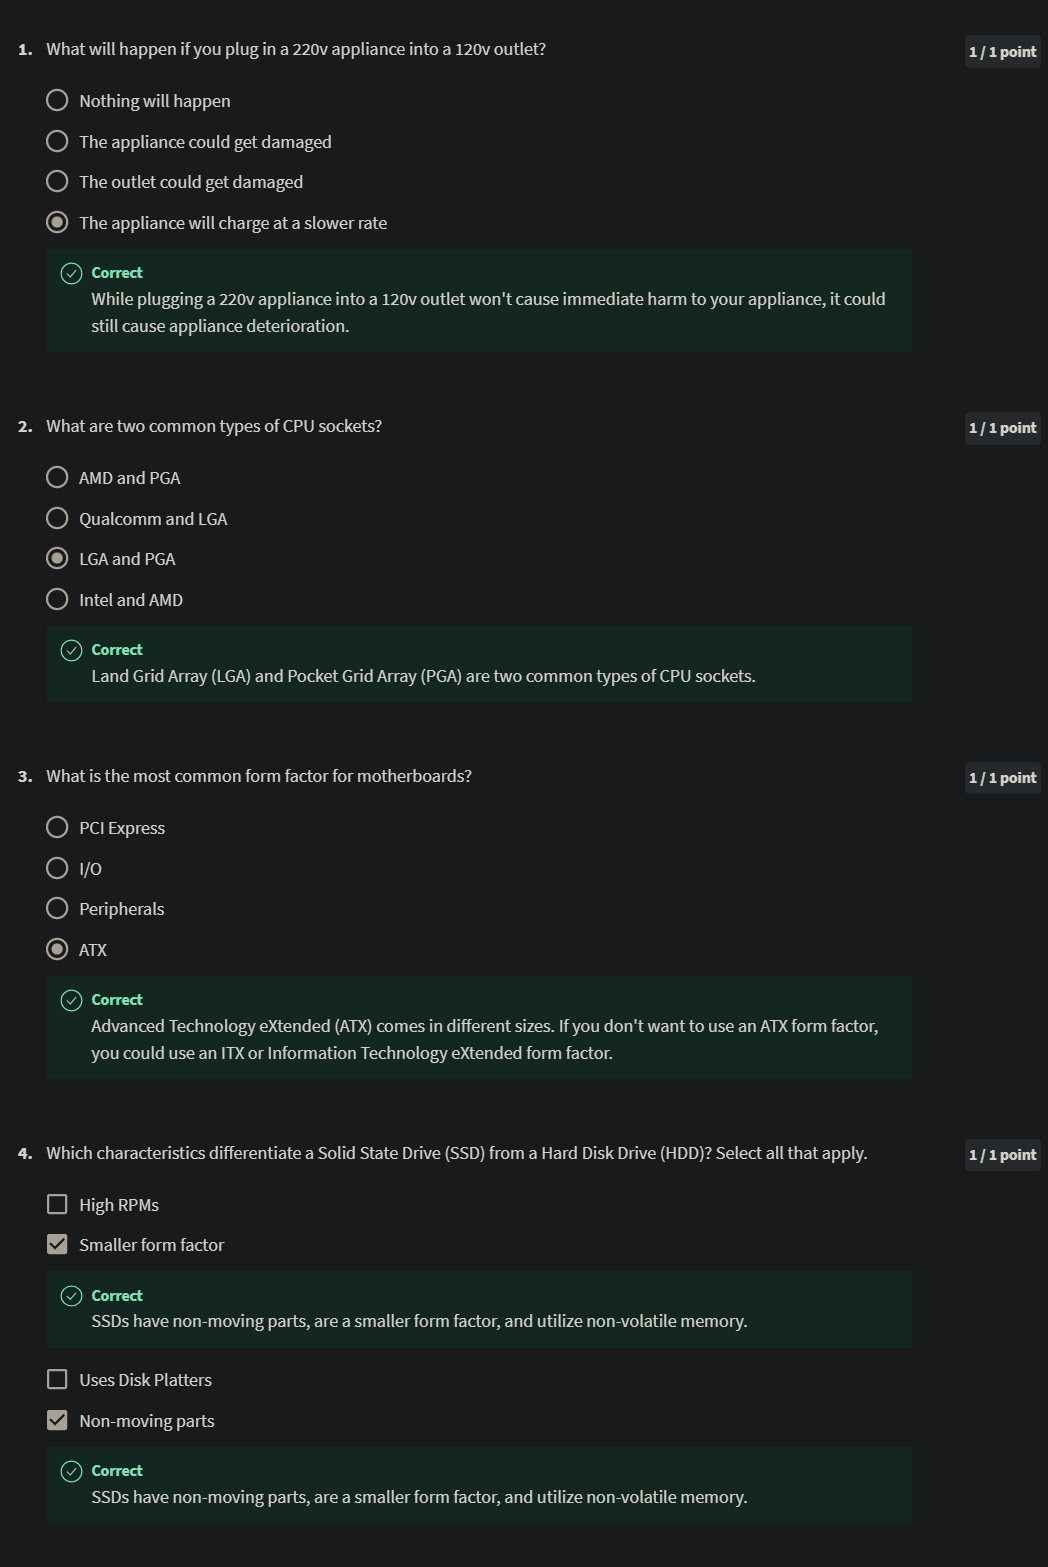 1. What will happen if you plug in a 220v appliance into a 120v outlet?
1 / 1 point
Nothing will happen
The appliance could get damaged
The outlet could get damaged
The appliance will charge at a slower rate
Correct
While plugging a 220v appliance into a 120v outlet won't cause immediate harm to your appliance, it could
still cause appliance deterioration.
2. What are two common types of CPU sockets?
1 / 1 point
AMD and PGA
Qualcomm and LGA
LGA and PGA
Intel and AMD
Correct
Land Grid Array (LGA) and Pocket Grid Array (PGA) are two common types of CPU sockets.
3. What is the most common form factor for motherboards?
1 / 1 point
PCI Express
I/O
Peripherals
ATX
Correct
Advanced Technology eXtended (ATX) comes in different sizes. If you don't want to use an ATX form factor,
you could use an ITX or Information Technology eXtended form factor.
4. Which characteristics differentiate a Solid State Drive (SSD) from a Hard Disk Drive (HDD)? Select all that apply.
1 / 1 point
High RPMs
Smaller form factor
Correct
SSDs have non-moving parts, are a smaller form factor, and utilize non-volatile memory.
Uses Disk Platters
Non-moving parts
Correct
SSDs have non-moving parts, are a smaller form factor, and utilize non-volatile memory.